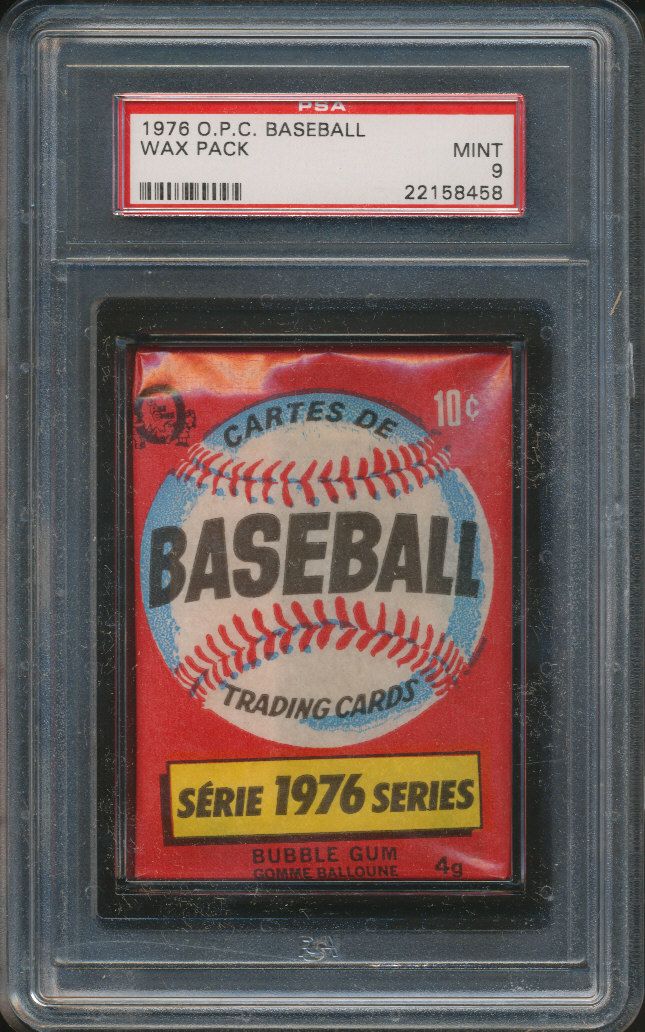 PSA
1976 O.P.C. BASEBALL
WAX PACK
MINT
9
22158458
10¢
CARTES DE
BASEBALL
TRADING CARDS
SÉRIE 1976 SERIES
BUBBLE GUM
GOMME BALLOUNE
4g
PSA